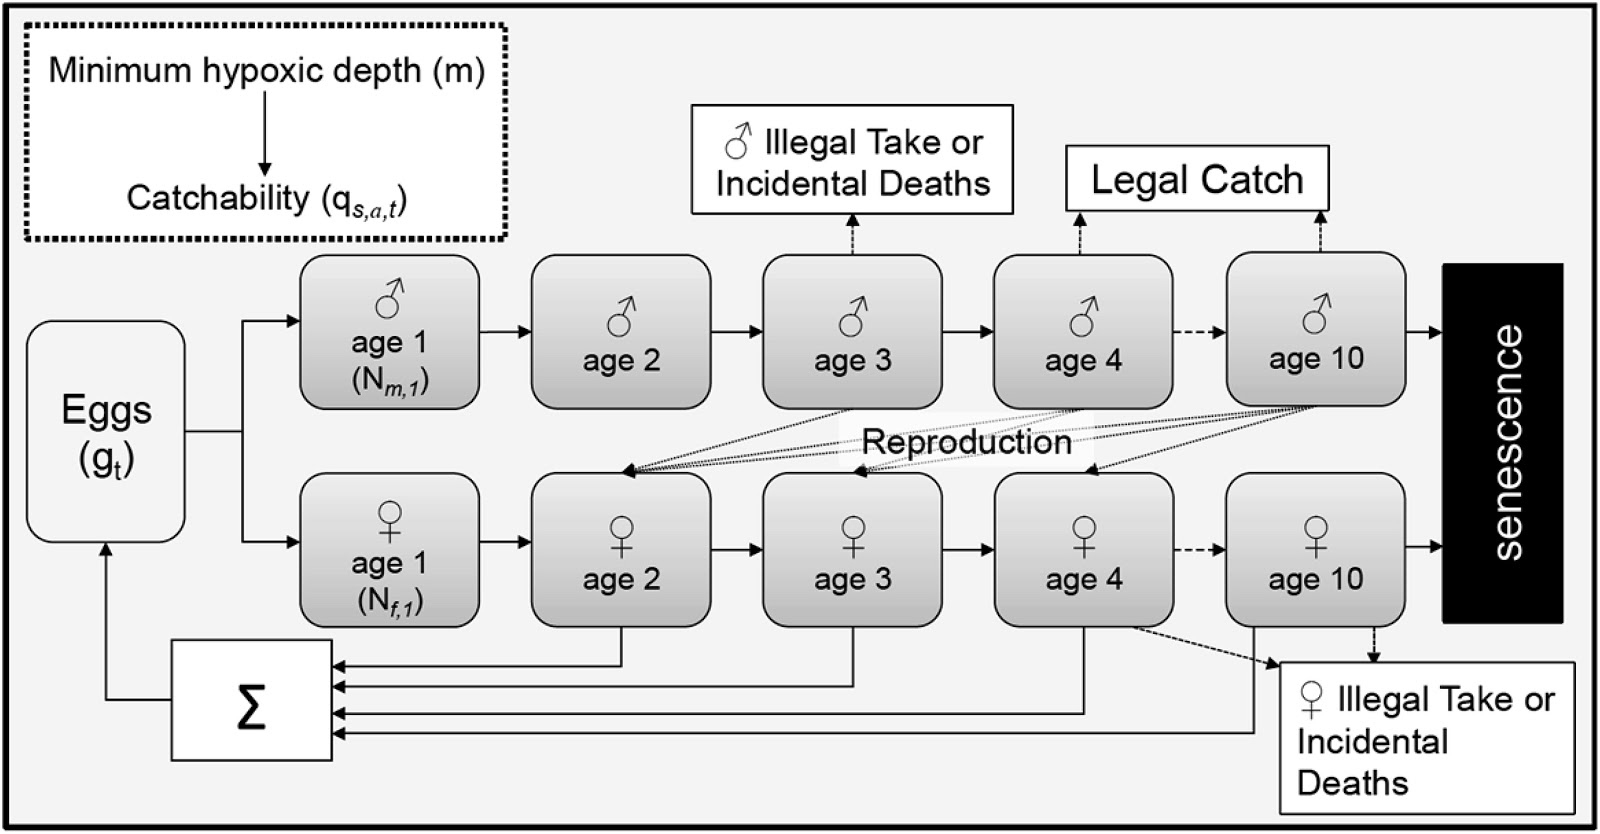 Minimum hypoxic depth (m)
Catchability (qs,a,t)
♂ Illegal Take or
Incidental Deaths
Legal Catch
♂
age 1
(Nm,1)
♂
age 2
♂
age 3
♂
age 4
♂
age 10
senescence
Eggs
(gt)
Reproduction
♀
age 1
(Nf,1)
♀
age 2
♀
age 3
♀
age 4
♀
age 10
Σ
♀ Illegal Take or
Incidental
Deaths